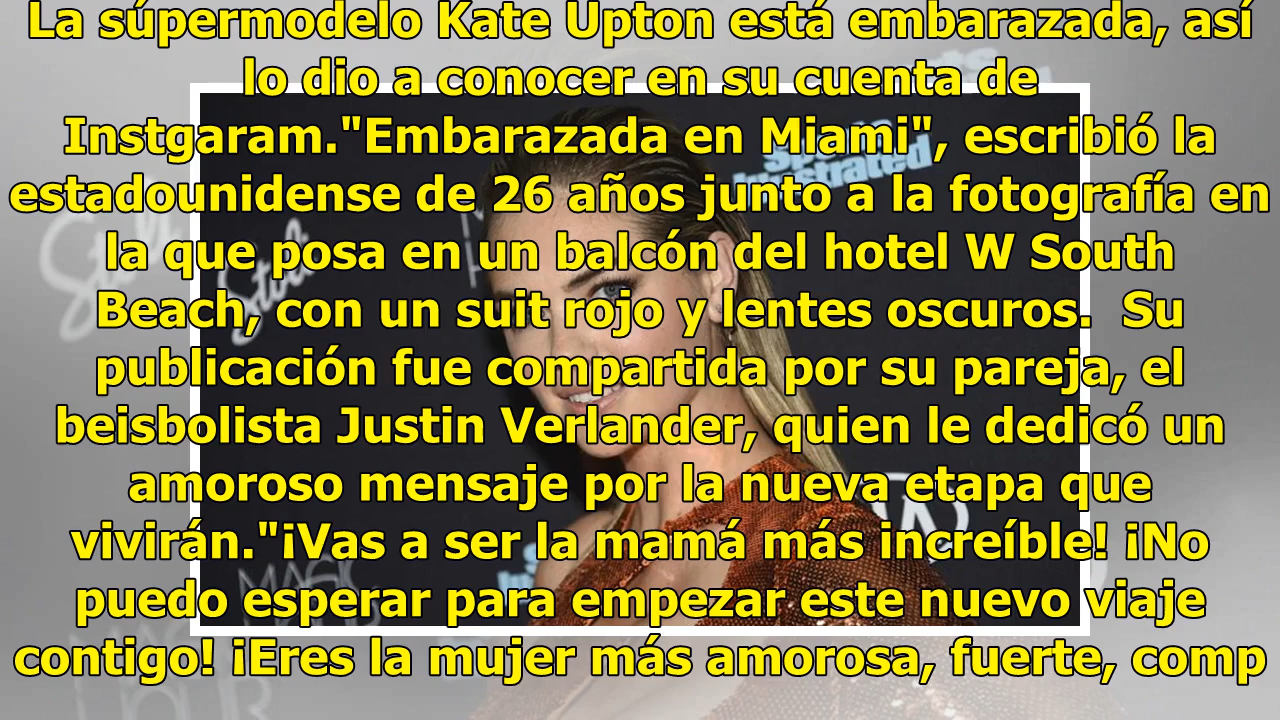 La súpermodelo Kate Upton está embarazada, así
lo dio a conocer en su cuenta de
Instgaram."Embarazada en Miami", escribió la
estadounidense de 26 años junto a la fotografía en
la que posa en un balcón del hotel W South
Beach, con un suit rojo y lentes oscuros.  Su
publicación fue compartida por su pareja, el
beisbolista Justin Verlander, quien le dedicó un
amoroso mensaje por la nueva etapa que
vivirán."¡Vas a ser la mamá más increíble! ¡No
puedo esperar para empezar este nuevo viaje
contigo! ¡Eres la mujer más amorosa, fuerte, comp
Sports
Illustrated